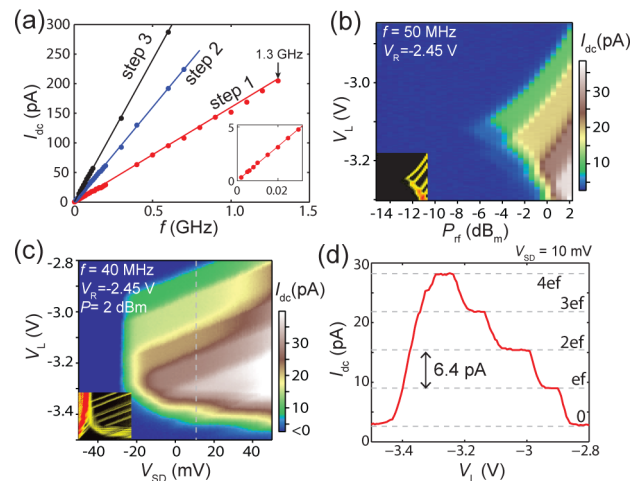 (a)
300
250
200
150
100
50
0
I_dc (pA)
step 3
step 2
step 1
1.3 GHz
5
0
0
0.02
0.0
0.5
1.0
1.5
f (GHz)
(b)
f = 50 MHz
V_R=-2.45 V
I_dc(pA)
-3.0
-3.2
V_L (V)
30
20
10
0
-14 -12 -10 -8 -6 -4 -2 0 2
P_rf (dB_m)
(c)
-2.8
-3.0
-3.2
-3.4
V_L (V)
f = 40 MHz
V_R=-2.45 V
P= 2 dBm
I_dc(pA)
30
20
10
<0
-40 -20 0 20 40
V_SD (mV)
(d)
V_SD = 10 mV
30
25
20
15
10
5
0
I_dc (pA)
4ef
3ef
2ef
ef
0
6.4 pA
-3.4 -3.2 -3 -2.8
V_L (V)